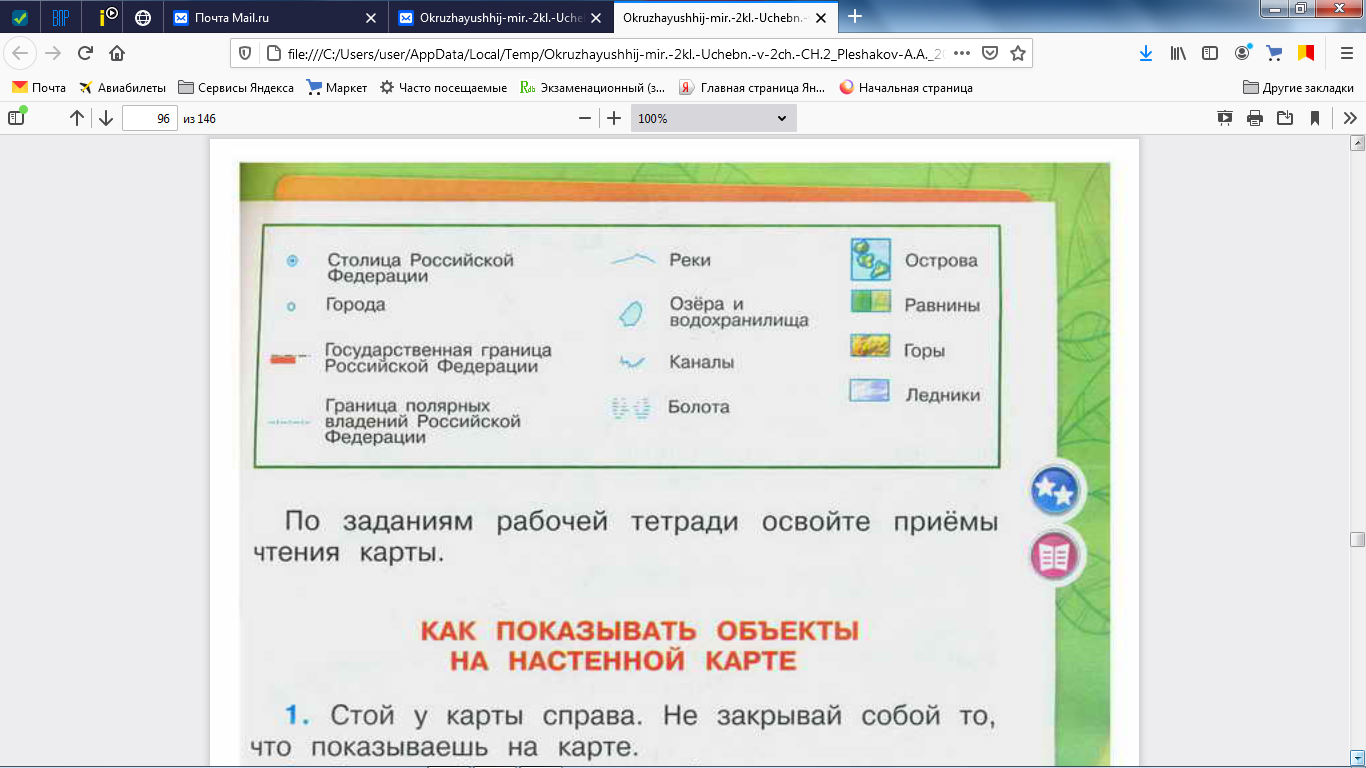 Почта Mail.ru
Okruzhayushhij-mir.-2kl.-Uche
Okruzhayushhij-mir.-2kl.-Uchebn.-
ВПР
file:///C:/Users/user/AppData/Local/Temp/Okruzhayushhij-mir.-2kl.-Uchebn.-v-2ch.-CH.2_Pleshakov-A.A._20
Почта
Авиабилеты
Сервисы Яндекса
Маркет
Часто посещаемые
Экзаменационный (з...
Главная страница Ян...
Начальная страница
Другие закладки
96 из 146
100%
Столица Российской
Федерации
Города
Государственная граница
Российской Федерации
Граница полярных
владений Российской
Федерации
Реки
Озёра и
водохранилища
Каналы
Болота
Острова
Равнины
Горы
Ледники
По заданиям рабочей тетради освойте приёмы
чтения карты.
КАК ПОКАЗЫВАТЬ ОБЪЕКТЫ
НА НАСТЕННОЙ КАРТЕ
1. Стой у карты справа. Не закрывай собой то,
что показываешь на карте.